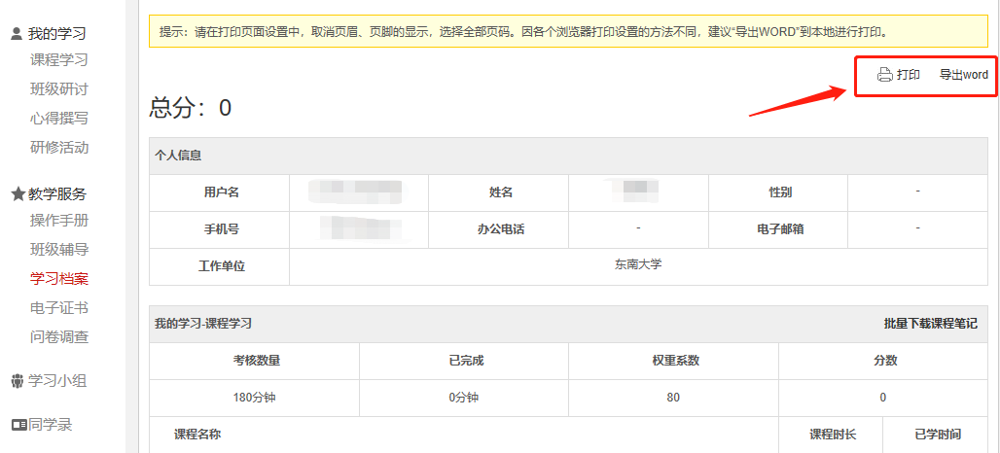 我的学习
课程学习
班级研讨
心得撰写
研修活动
教学服务
操作手册
班级辅导
学习档案
电子证书
问卷调查
学习小组
同学录
提示：请在打印页面设置中，取消页眉、页脚的显示，选择全部页码。因各个浏览器打印设置的方法不同，建议“导出WORD”到本地进行打印。
打印 导出word
总分：0
个人信息
用户名 姓名 性别 -
手机号 办公电话 - 电子邮箱 -
工作单位 东南大学
我的学习-课程学习 批量下载课程笔记
考核数量 已完成 权重系数 分数
180分钟 0分钟 80 0
课程名称 课程时长 已学时间